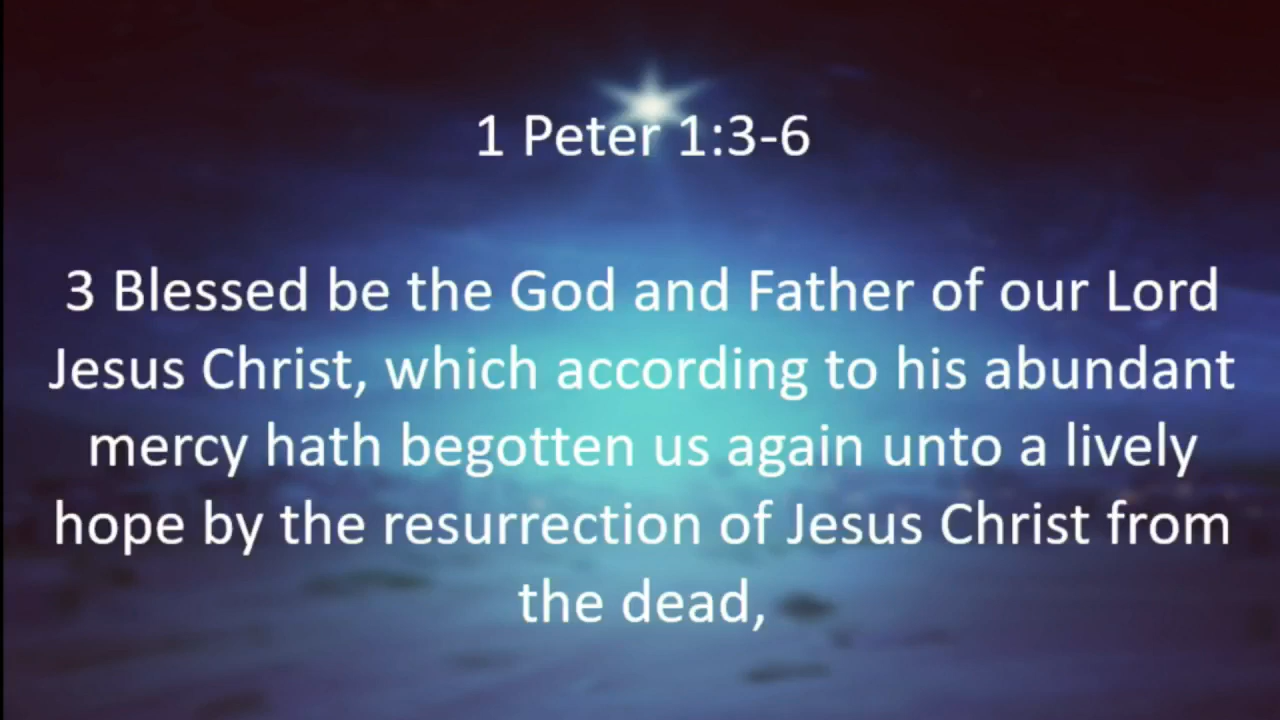 1 Peter 1:3-6
3 Blessed be the God and Father of our Lord
Jesus Christ, which according to his abundant
mercy hath begotten us again unto a lively
hope by the resurrection of Jesus Christ from
the dead,